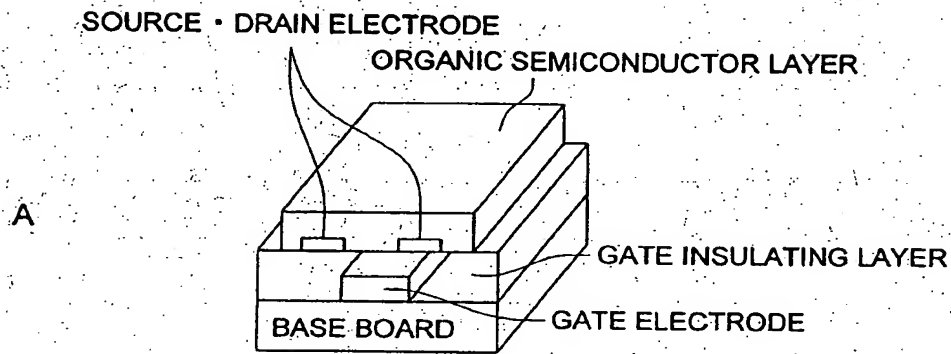 SOURCE · DRAIN ELECTRODE
ORGANIC SEMICONDUCTOR LAYER
A
GATE INSULATING LAYER
GATE ELECTRODE
BASE BOARD